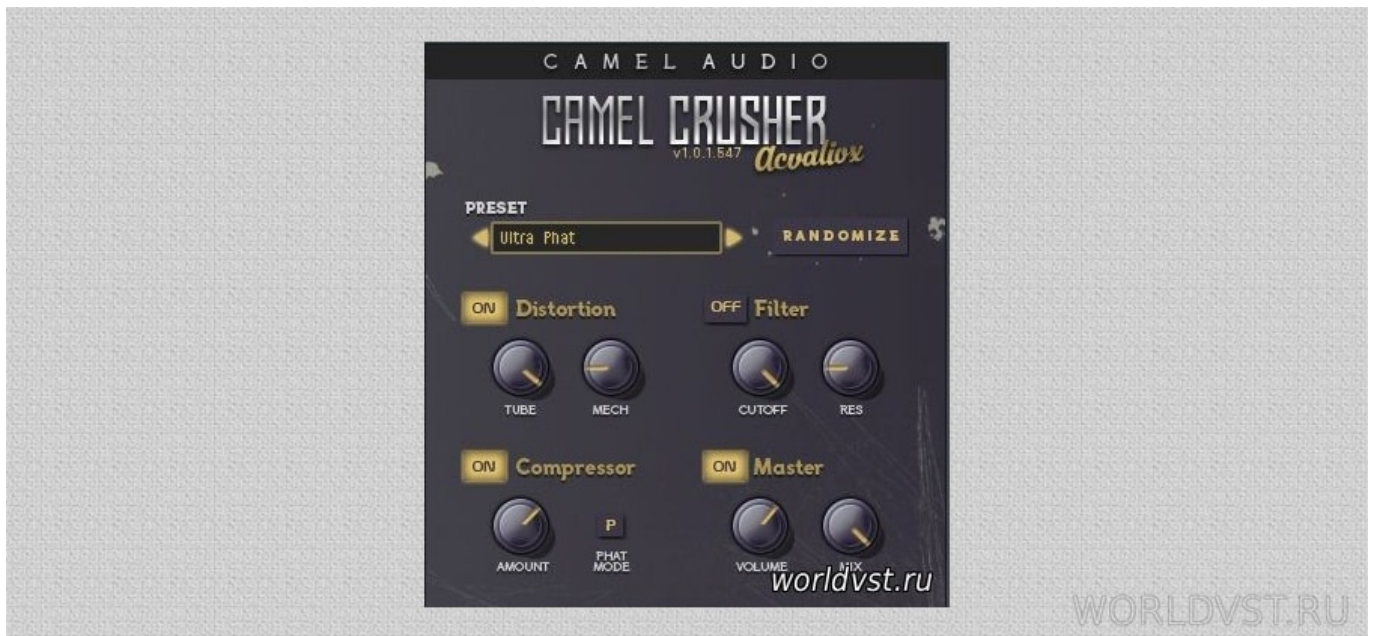 CAMEL AUDIO
CAMEL CRUSHER
v1.0.1.547 Acvaliox
PRESET
Ultra Phat RANDOMIZE
ON Distortion OFF Filter
TUBE MECH CUTOFF RES
ON Compressor ON Master
P
AMOUNT PHAT MODE VOLUME MIX
worldvst.ru
WORLDVST.RU